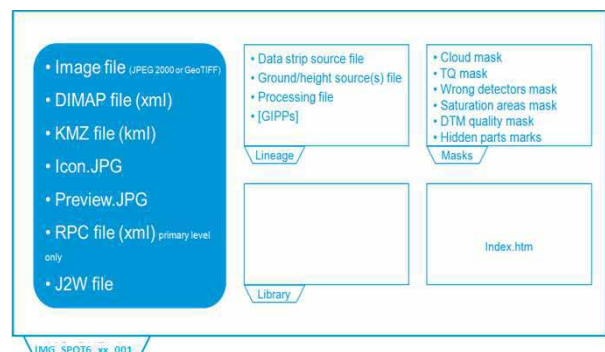 • Image file (JPEG 2000 or GeoTIFF)
• DIMAP file (xml)
• KMZ file (kml)
• Icon.JPG
• Preview.JPG
• RPC file (xml) primary level
only
• J2W file
• Data strip source file
• Ground/height source(s) file
• Processing file
• [GIPPs]
Lineage
• Cloud mask
• TQ mask
• Wrong detectors mask
• Saturation areas mask
• DTM quality mask
• Hidden parts marks
Masks
Library
Index.htm
IMG_SPOT6_xx_001